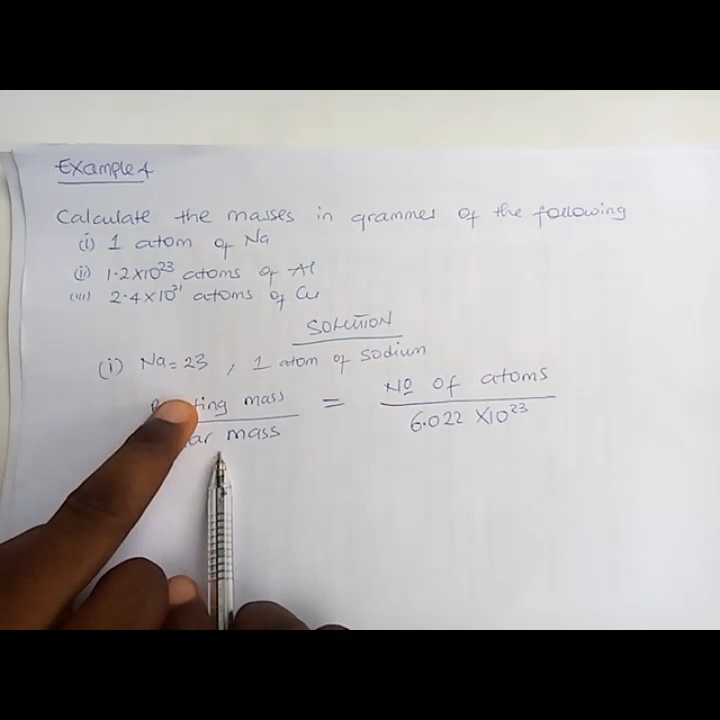 Example 4
Calculate the masses in grammes of the following
(i) 1 atom of Na
(ii) 1.2×10²³ atoms of Al
(iii) 2.4×10²¹ atoms of Cu
SOLUTION
(i) Na = 23 , 1 atom of sodium
mass = No of atoms
mass 6.022 ×10²³